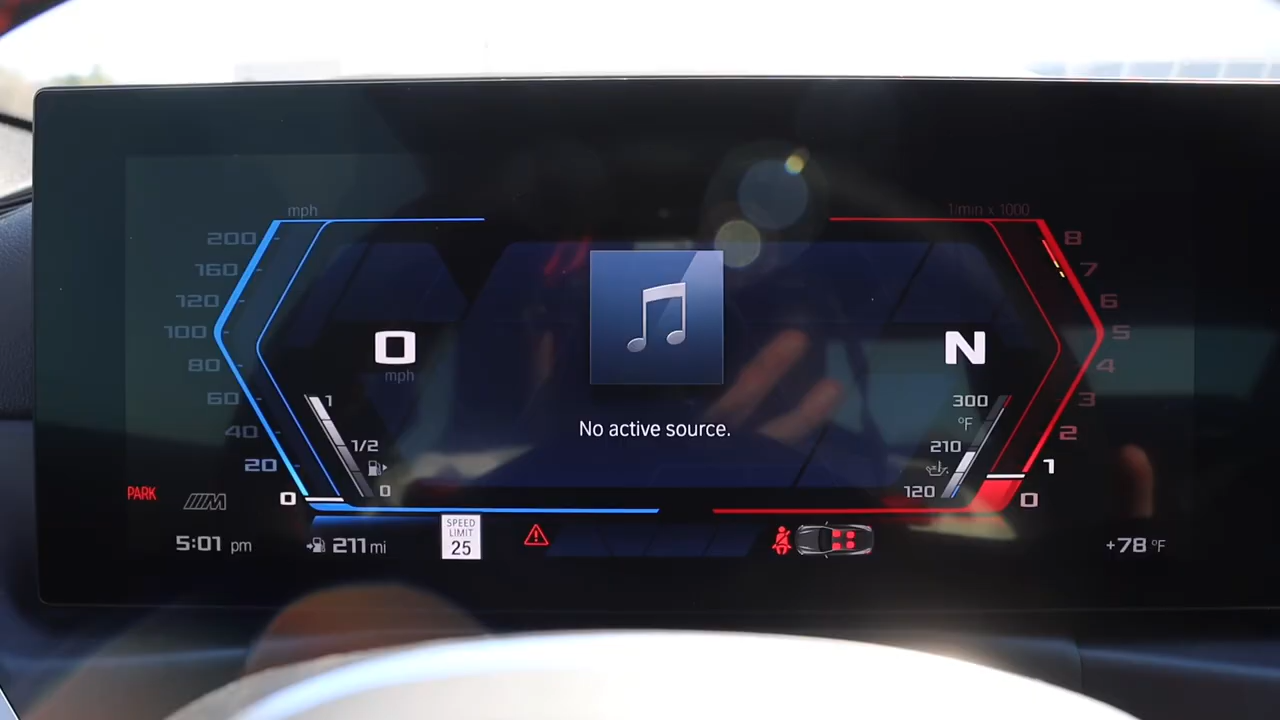 mph
1/min x 1000
200
160
120
100
80
60
40
20
0
8
7
6
5
4
3
2
1
0
0
mph
N
1
1/2
0
300
°F
210
120
No active source.
PARK
M
5:01 pm
211 mi
SPEED
LIMIT
25
+78 °F